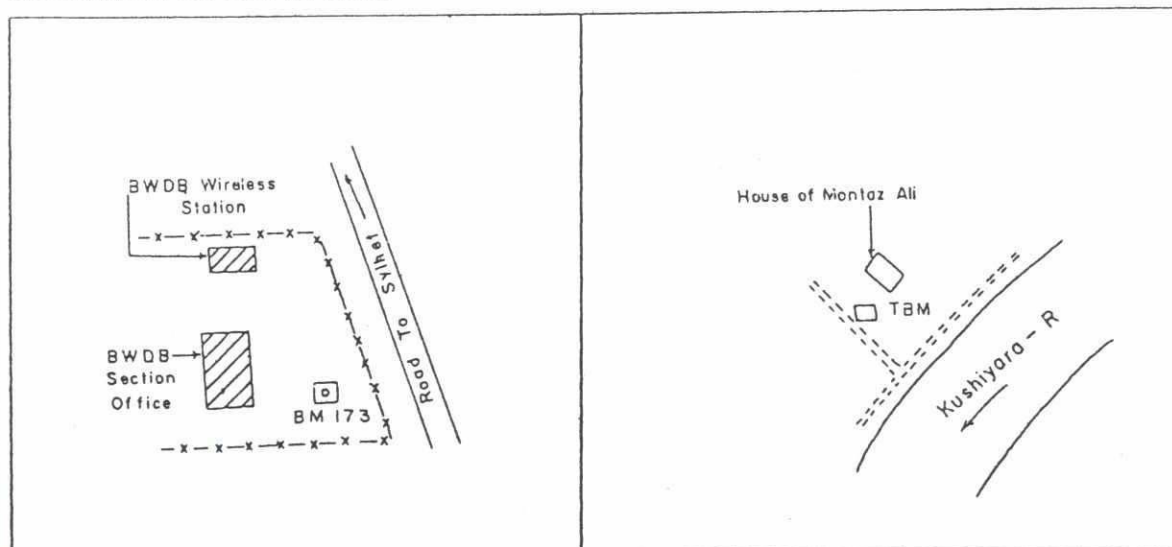 BWDB Wireless
Station
Road To Sylhet
BWDB
Section
Office
BM 173
House of Montaz Ali
TBM
Kushiyara - R